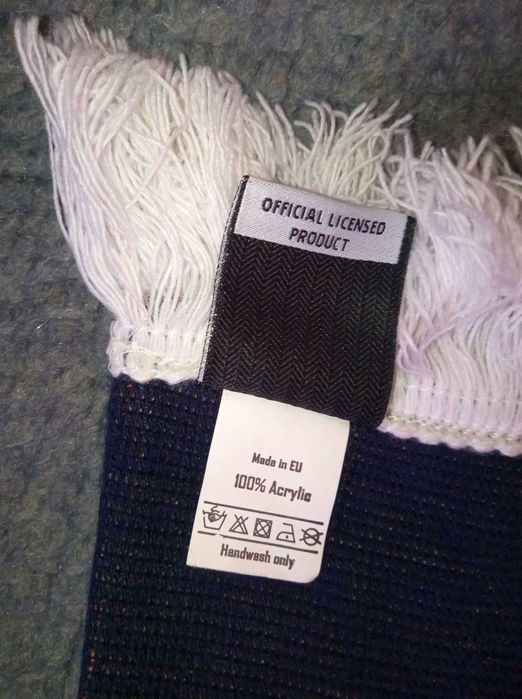 OFFICIAL LICENSED
PRODUCT
Made in EU
100% Acrylic
Handwash only